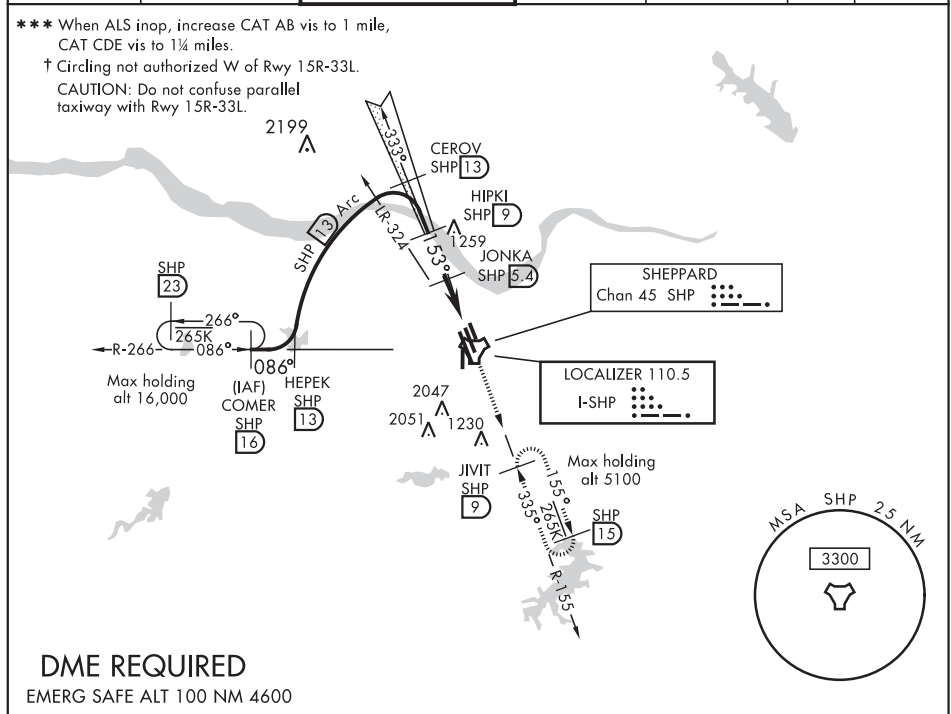 *** When ALS inop, increase CAT AB vis to 1 mile,
CAT CDE vis to 1¼ miles.
† Circling not authorized W of Rwy 15R-33L.
CAUTION: Do not confuse parallel
taxiway with Rwy 15R-33L.
2199
333°
CEROV
SHP 13
HIPKI
SHP 9
1259
SHP 13 Arc
LR-324
153°
JONKA
SHP 5.4
SHP
23
266°
265K
R-266
086°
086°
Max holding
alt 16,000
(IAF)
COMER
SHP
16
HEPEK
SHP
13
SHEPPARD
Chan 45 SHP
LOCALIZER 110.5
I-SHP
2047
2051
1230
JIVIT
SHP
9
Max holding
alt 5100
155°
265K
335°
SHP
15
R-155
MSA SHP 25 NM
3300
DME REQUIRED
EMERG SAFE ALT 100 NM 4600